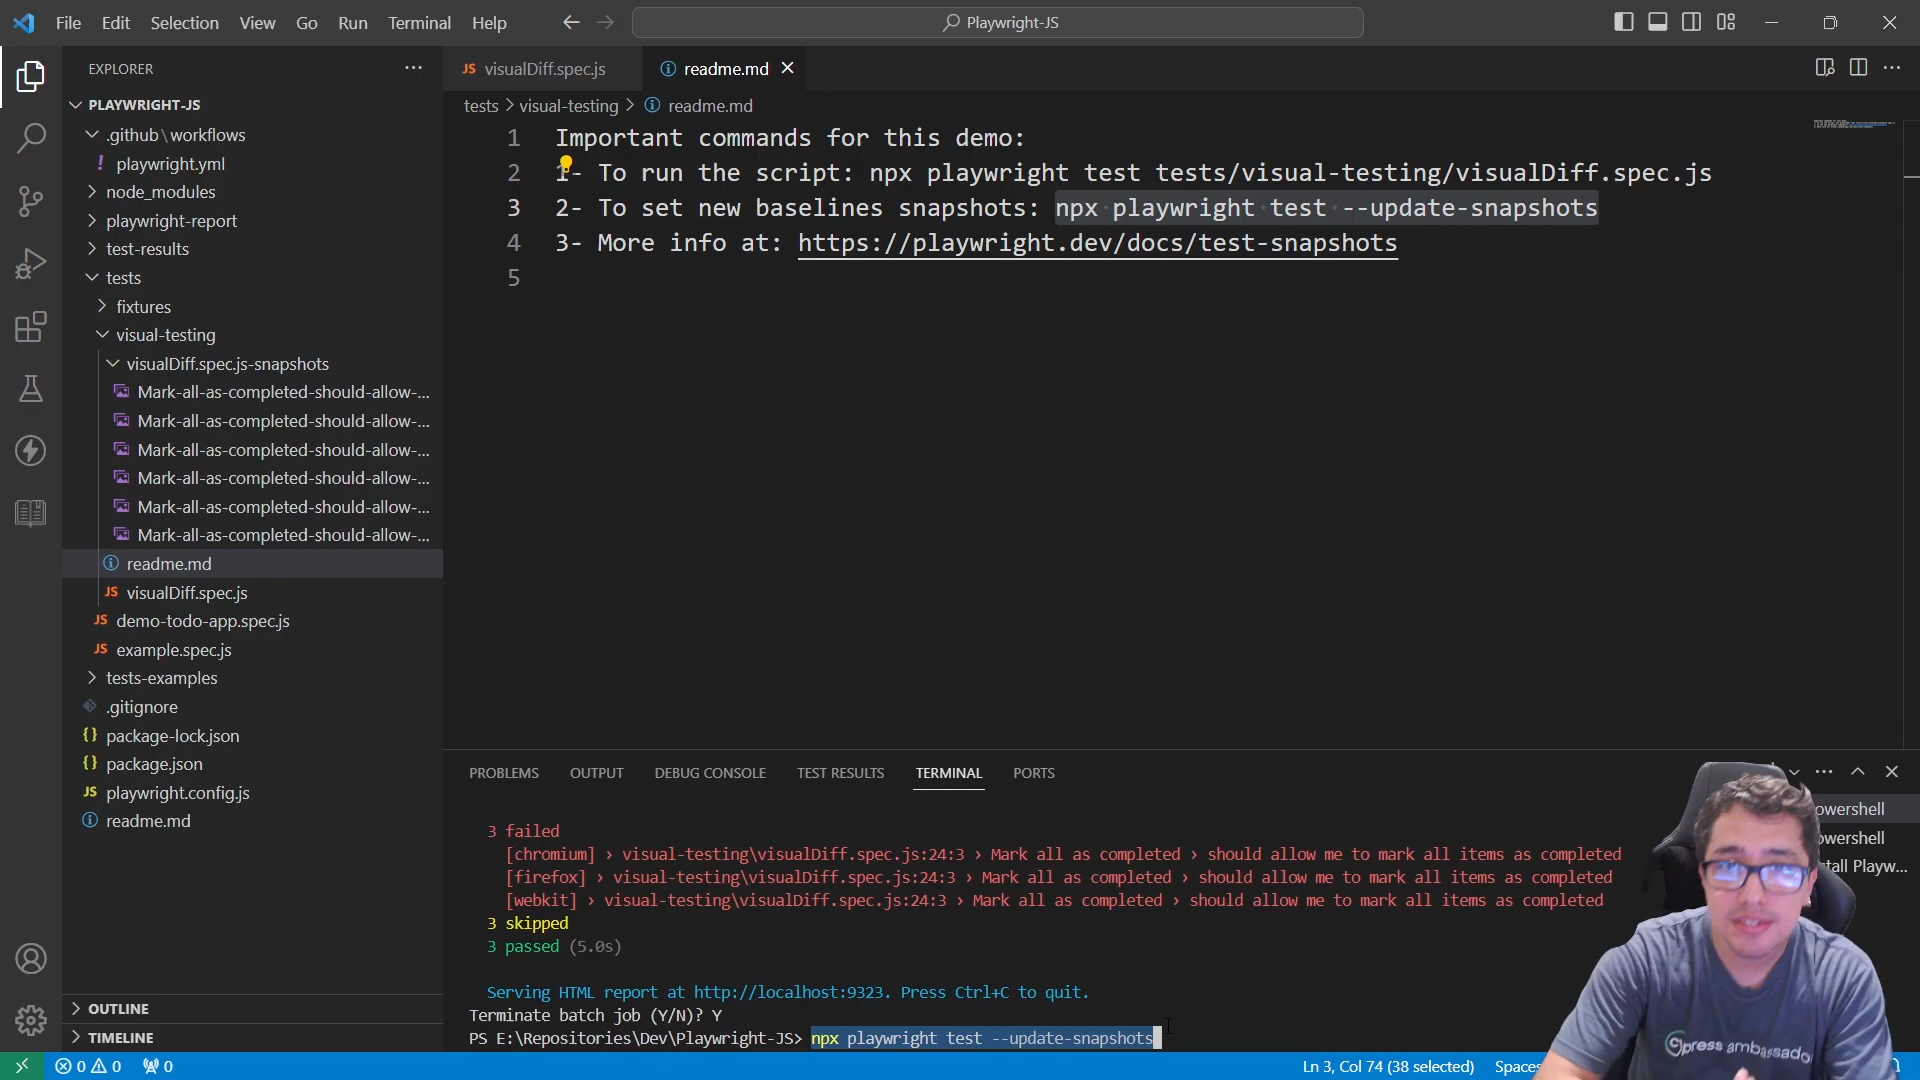 File Edit Selection View Go Run Terminal Help
Playwright-JS
EXPLORER
PLAYWRIGHT-JS
.github \ workflows
playwright.yml
node_modules
playwright-report
test-results
tests
fixtures
visual-testing
visualDiff.spec.js-snapshots
Mark-all-as-completed-should-allow-...
Mark-all-as-completed-should-allow-...
Mark-all-as-completed-should-allow-...
Mark-all-as-completed-should-allow-...
Mark-all-as-completed-should-allow-...
Mark-all-as-completed-should-allow-...
readme.md
JS visualDiff.spec.js
JS demo-todo-app.spec.js
JS example.spec.js
tests-examples
.gitignore
{} package-lock.json
{} package.json
JS playwright.config.js
readme.md
OUTLINE
TIMELINE
JS visualDiff.spec.js
readme.md
tests > visual-testing > readme.md
1 Important commands for this demo:
2 1- To run the script: npx playwright test tests/visual-testing/visualDiff.spec.js
3 2- To set new baselines snapshots: npx playwright test --update-snapshots
4 3- More info at: https://playwright.dev/docs/test-snapshots
5
PROBLEMS OUTPUT DEBUG CONSOLE TEST RESULTS TERMINAL PORTS
3 failed
[chromium] › visual-testing\visualDiff.spec.js:24:3 › Mark all as completed › should allow me to mark all items as completed
[firefox] › visual-testing\visualDiff.spec.js:24:3 › Mark all as completed › should allow me to mark all items as completed
[webkit] › visual-testing\visualDiff.spec.js:24:3 › Mark all as completed › should allow me to mark all items as completed
3 skipped
3 passed (5.0s)
Serving HTML report at http://localhost:9323. Press Ctrl+C to quit.
Terminate batch job (Y/N)? Y
PS E:\Repositories\Dev\Playwright-JS> npx playwright test --update-snapshots
owershell
owershell
tall Playw...
ypress ambassador
0 0 0
Ln 3, Col 74 (38 selected) Spaces